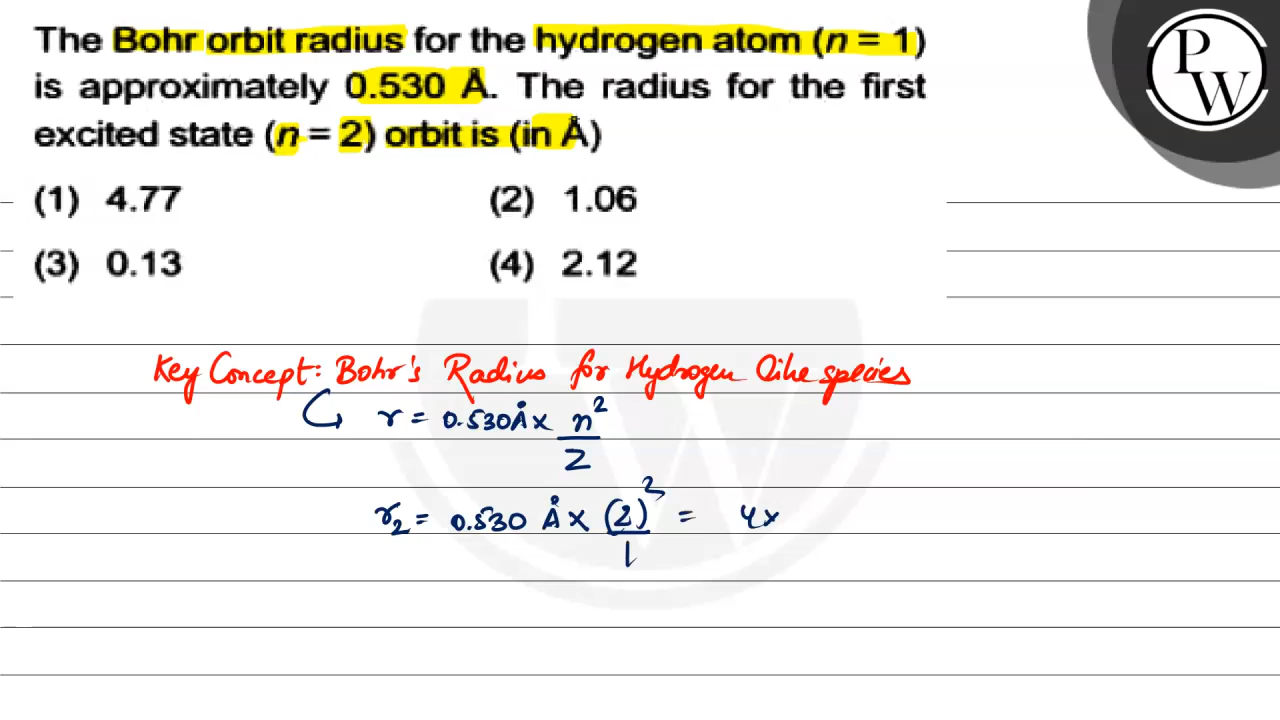 The Bohr orbit radius for the hydrogen atom (n = 1)
is approximately 0.530 Å. The radius for the first
excited state (n = 2) orbit is (in Å)
(1) 4.77 (2) 1.06
(3) 0.13 (4) 2.12
Key Concept: Bohr's Radius for Hydrogen like species
r = 0.530Å× n²/Z
r₂ = 0.530 Å × (2)²/1 = 4×
PW